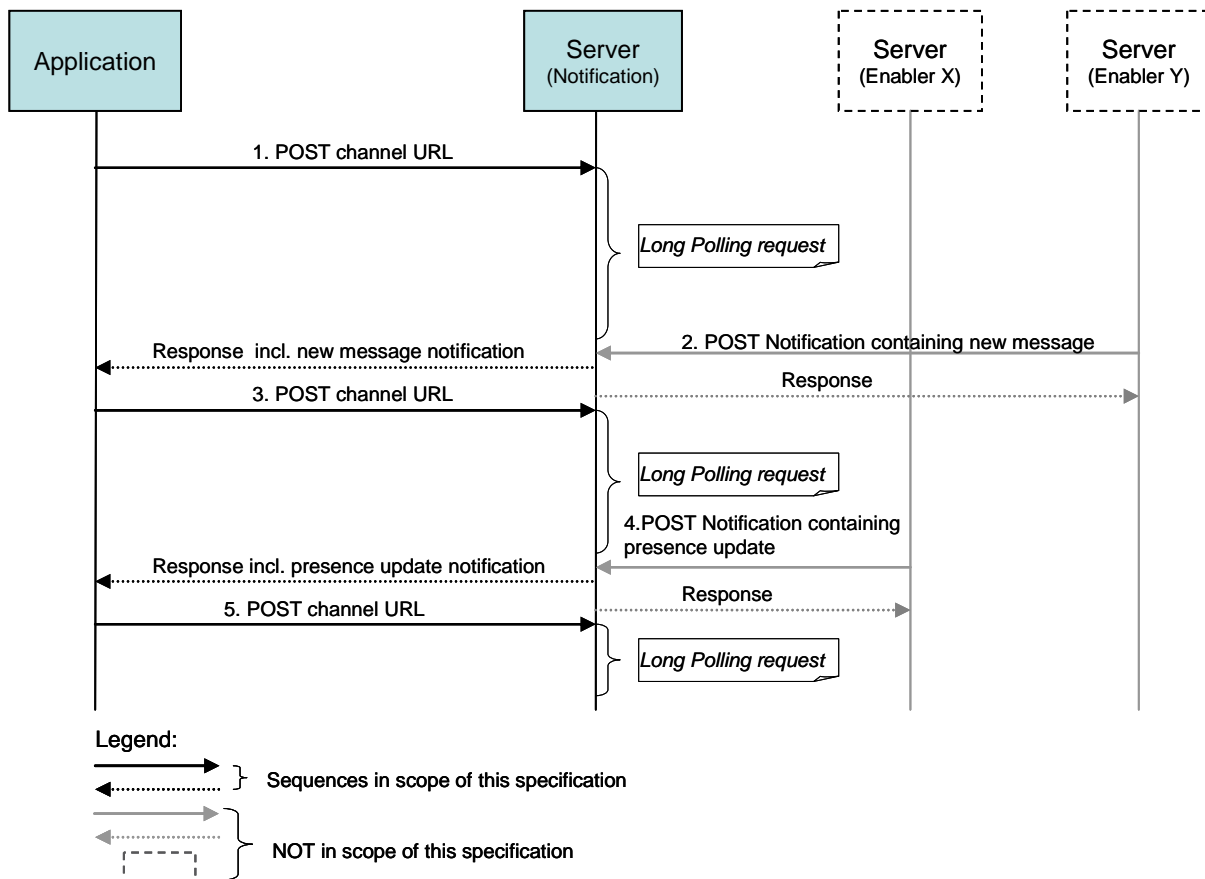 Application
Server
(Notification)
Server
(Enabler X)
Server
(Enabler Y)
1. POST channel URL
Long Polling request
2. POST Notification containing new message
Response incl. new message notification
Response
3. POST channel URL
Long Polling request
4.POST Notification containing
presence update
Response incl. presence update notification
Response
5. POST channel URL
Long Polling request
Legend:
Sequences in scope of this specification
NOT in scope of this specification